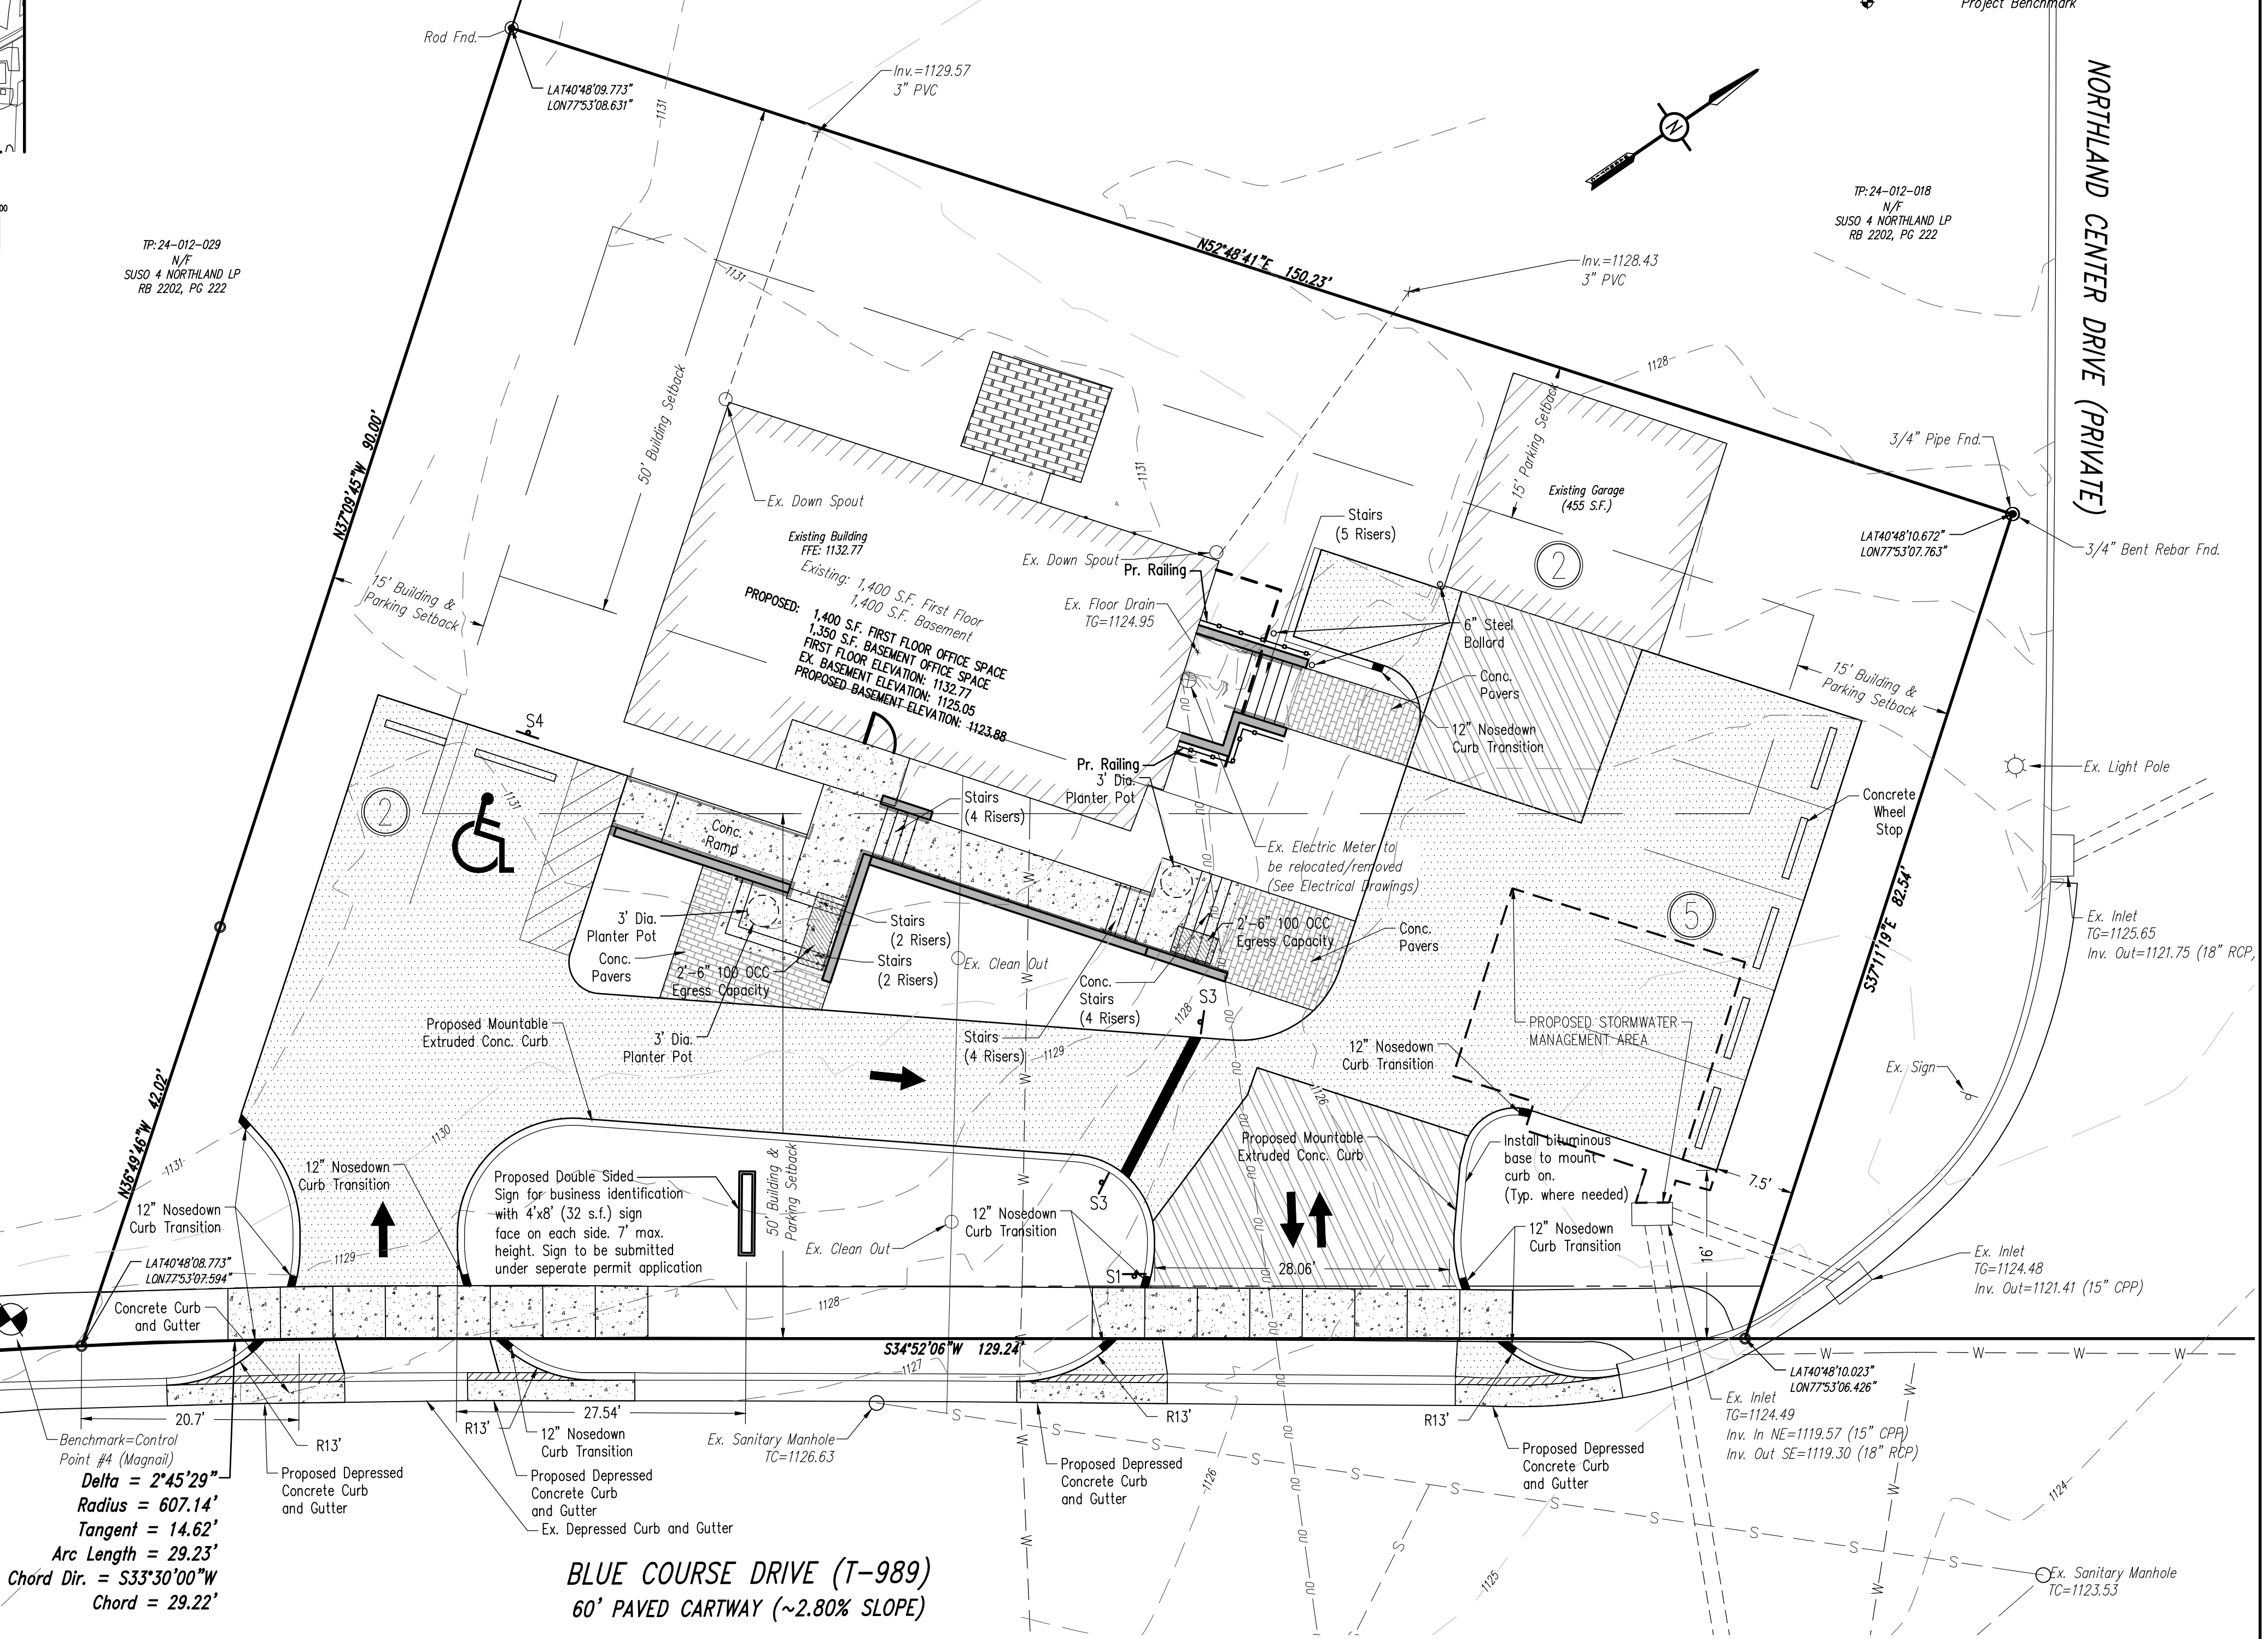 Project Benchmark
Rod Fnd.
LAT40°48'09.773"
LON77°53'08.631"
Inv.=1129.57
3" PVC
1131
NORTHLAND CENTER DRIVE (PRIVATE)
N
TP: 24-012-018
N/F
SUSO 4 NORTHLAND LP
RB 2202, PG 222
TP: 24-012-029
N/F
SUSO 4 NORTHLAND LP
RB 2202, PG 222
N52°48'41"E 150.23'
Inv.=1128.43
3" PVC
1131
1128
50' Building Setback
15' Parking Setback
N37°09'45"W 90.00'
3/4" Pipe Fnd.
1131
Existing Garage
(455 S.F.)
2
Ex. Down Spout
Stairs
(5 Risers)
LAT40°48'10.672"
LON77°53'07.763"
3/4" Bent Rebar Fnd.
Existing Building
FFE: 1132.77
Existing: 1,400 S.F. First Floor
1,400 S.F. Basement
PROPOSED: 1,400 S.F. FIRST FLOOR OFFICE SPACE
1,350 S.F. BASEMENT OFFICE SPACE
FIRST FLOOR ELEVATION: 1132.77
EX. BASEMENT ELEVATION: 1125.05
PROPOSED BASEMENT ELEVATION: 1123.88
Ex. Down Spout
Pr. Railing
Ex. Floor Drain
TG=1124.95
15' Building &
Parking Setback
6" Steel
Bollard
Conc.
Pavers
15' Building &
Parking Setback
12" Nosedown
Curb Transition
S4
Pr. Railing
3' Dia.
Planter Pot
Ex. Light Pole
1131
2
Stairs
(4 Risers)
Concrete
Wheel
Stop
Conc.
Ramp
Ex. Electric Meter to
be relocated/removed
(See Electrical Drawings)
S37°11'19"E 82.54'
3' Dia.
Planter Pot
Stairs
(2 Risers)
2'-6" 100 OCC
Egress Capacity
Conc.
Pavers
5
Ex. Inlet
TG=1125.65
Inv. Out=1121.75 (18" RCP,
Conc.
Pavers
2'-6" 100 OCC
Egress Capacity
Stairs
(2 Risers)
Ex. Clean Out
Conc.
Stairs
(4 Risers)
S3
1128
Proposed Mountable
Extruded Conc. Curb
3' Dia.
Planter Pot
Stairs
(4 Risers)
1129
PROPOSED STORMWATER
MANAGEMENT AREA
12" Nosedown
Curb Transition
Ex. Sign
N36°49'46"W 42.02'
1130
1126
1131
12" Nosedown
Curb Transition
Proposed Double Sided
Sign for business identification
with 4'x8' (32 s.f.) sign
face on each side. 7' max.
height. Sign to be submitted
under seperate permit application
50' Building &
Parking Setback
S3
Proposed Mountable
Extruded Conc. Curb
Install bituminous
base to mount
curb on.
(Typ. where needed)
7.5'
12" Nosedown
Curb Transition
12" Nosedown
Curb Transition
12" Nosedown
Curb Transition
Ex. Clean Out
1129
S1
28.06'
16'
LAT40°48'08.773"
LON77°53'07.594"
Ex. Inlet
TG=1124.48
Inv. Out=1121.41 (15" CPP)
Concrete Curb
and Gutter
1128
S34°52'06"W 129.24'
1127
W W W W
LAT40°48'10.023"
LON77°53'06.426"
20.7'
R13'
27.54'
R13'
R13'
R13'
Benchmark=Control
Point #4 (Magnail)
12" Nosedown
Curb Transition
Ex. Sanitary Manhole
TC=1126.63
Ex. Inlet
TG=1124.49
Inv. In NE=1119.57 (15" CPP)
Inv. Out SE=1119.30 (18" RCP)
Delta = 2°45'29"
Radius = 607.14'
Tangent = 14.62'
Arc Length = 29.23'
Chord Dir. = S33°30'00"W
Chord = 29.22'
Proposed Depressed
Concrete Curb
and Gutter
Proposed Depressed
Concrete Curb
and Gutter
Ex. Depressed Curb and Gutter
Proposed Depressed
Concrete Curb
and Gutter
Proposed Depressed
Concrete Curb
and Gutter
1126
1125
1124
BLUE COURSE DRIVE (T-989)
60' PAVED CARTWAY (~2.80% SLOPE)
Ex. Sanitary Manhole
TC=1123.53